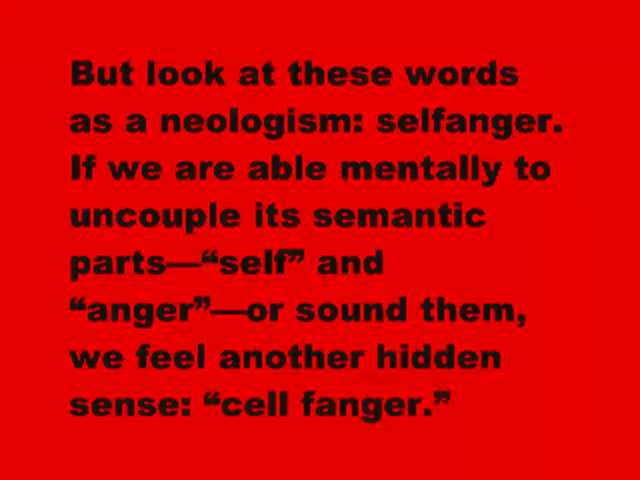 But look at these words
as a neologism: selfanger.
If we are able mentally to
uncouple its semantic
parts—“self” and
“anger”—or sound them,
we feel another hidden
sense: “cell fanger.”